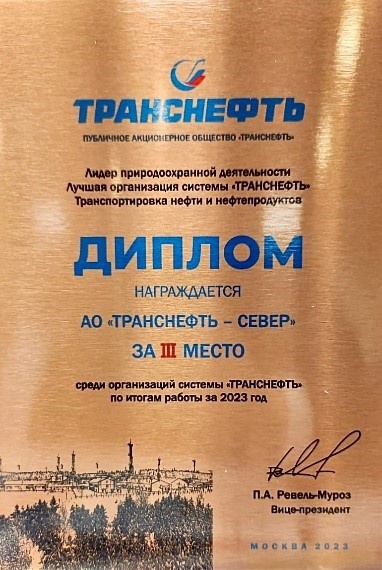 ТРАНСНЕФТЬ
ПУБЛИЧНОЕ АКЦИОНЕРНОЕ ОБЩЕСТВО «ТРАНСНЕФТЬ»
Лидер природоохранной деятельности
Лучшая организация системы «ТРАНСНЕФТЬ»
Транспортировка нефти и нефтепродуктов
ДИПЛОМ
НАГРАЖДАЕТСЯ
АО «ТРАНСНЕФТЬ – СЕВЕР»
ЗА III МЕСТО
среди организаций системы «ТРАНСНЕФТЬ»
по итогам работы за 2023 год
П.А. Ревель-Муроз
Вице-президент
МОСКВА 2023